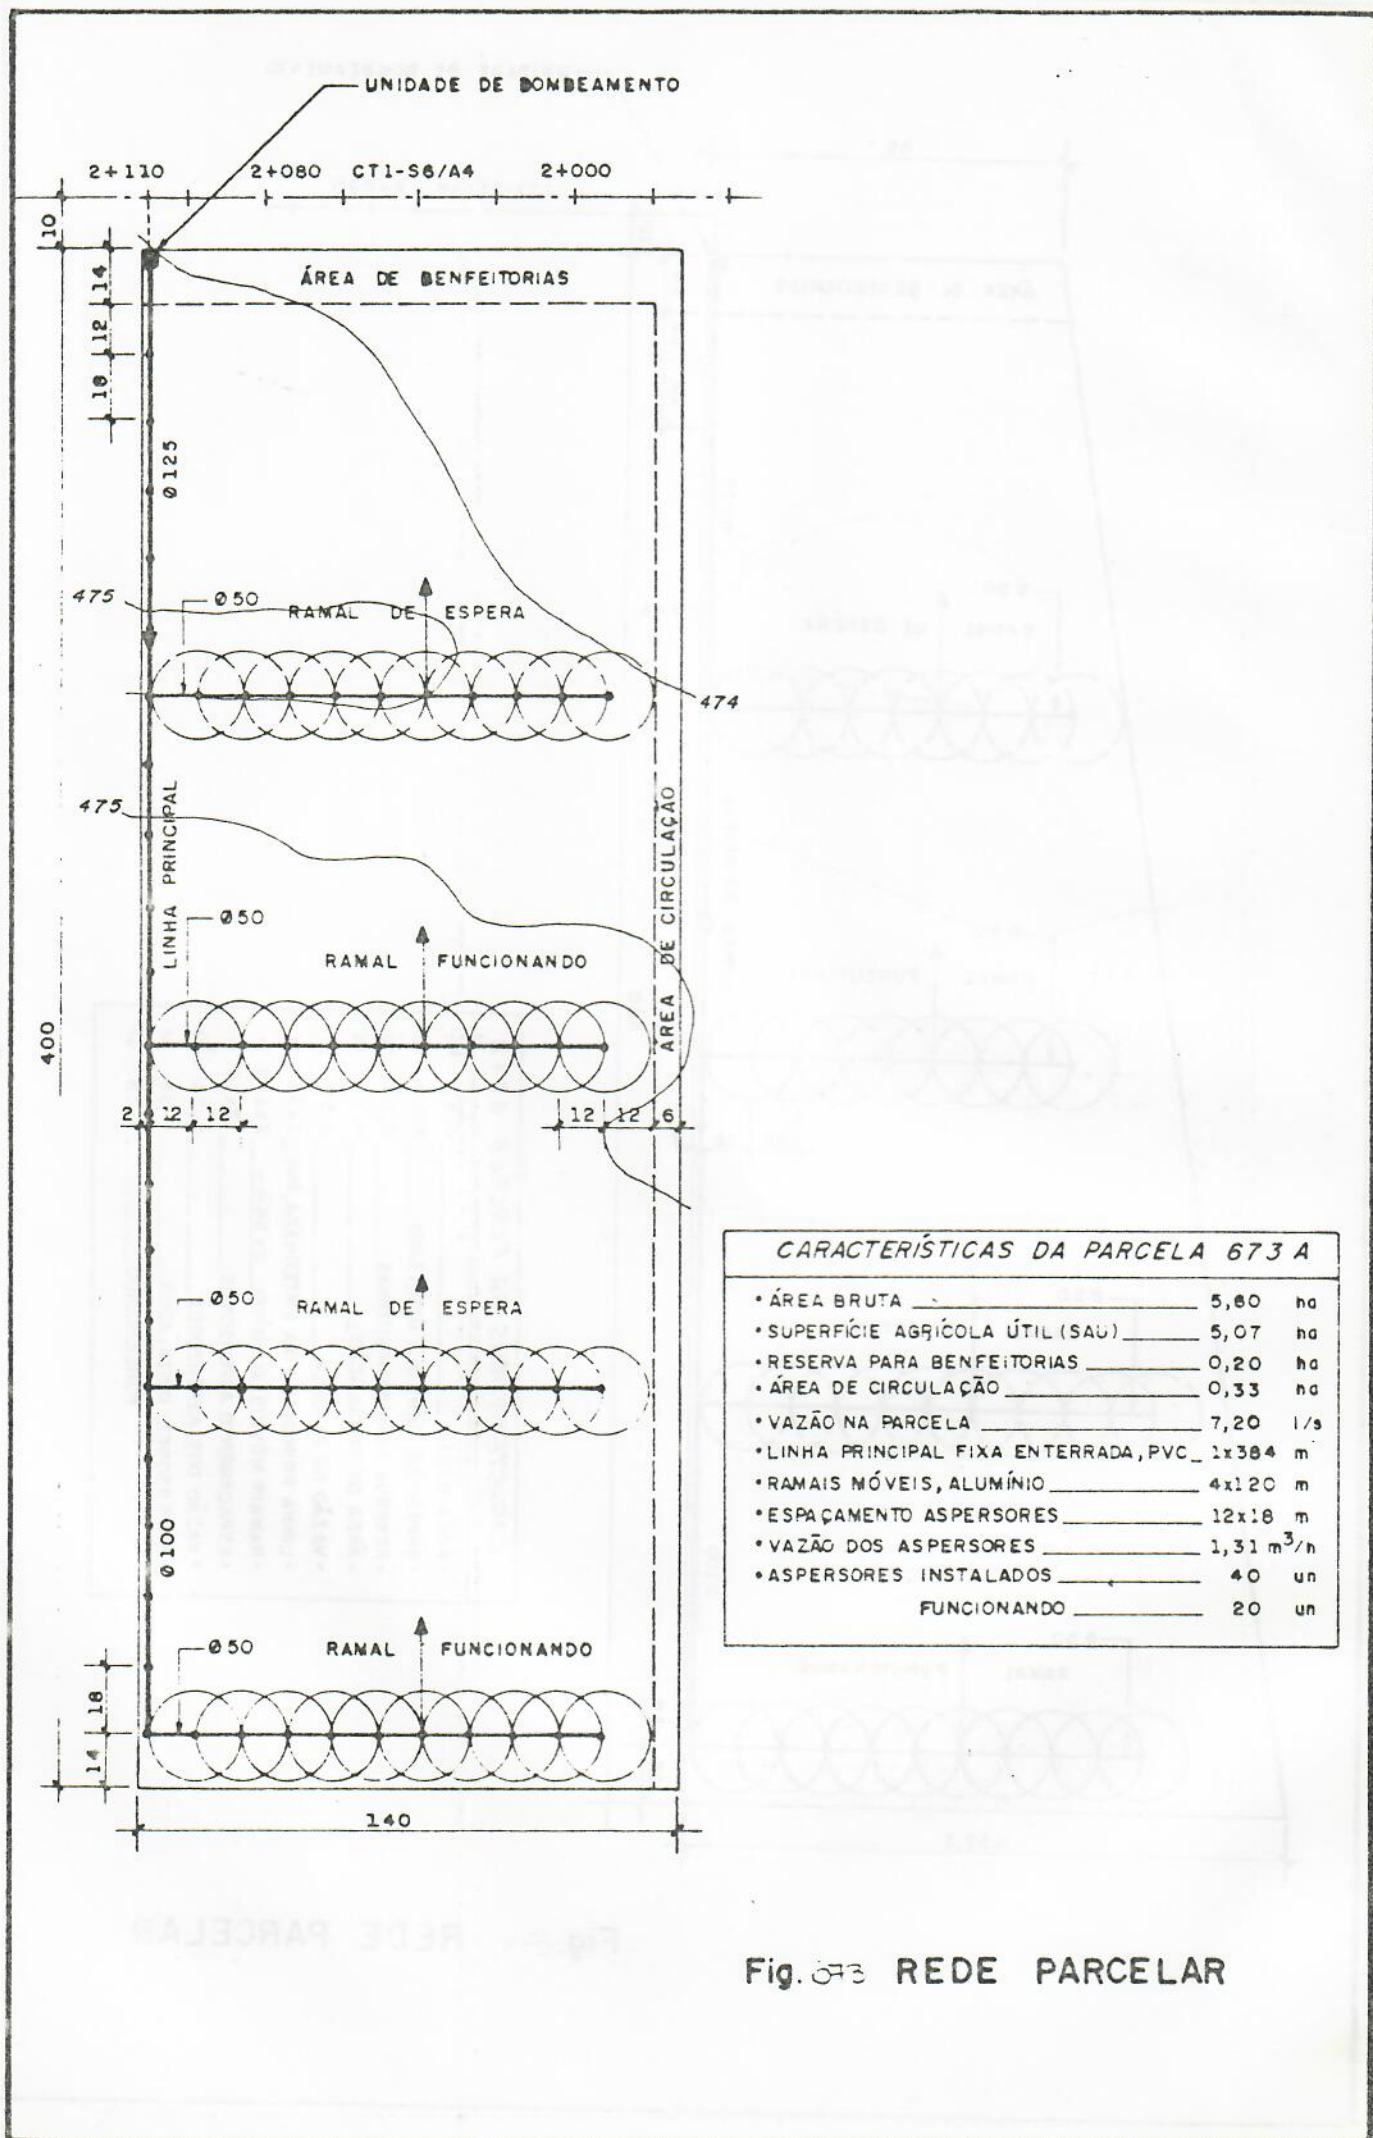 UNIDADE DE BOMBEAMENTO
2+110 2+080 CT1-S6/A4 2+000
10
14
ÁREA DE BENFEITORIAS
12
18
Ø125
475
Ø50
RAMAL DE ESPERA
474
475
LINHA PRINCIPAL
ÁREA DE CIRCULAÇÃO
Ø50
RAMAL FUNCIONANDO
400
2 12 12 12 12 6
Ø50
RAMAL DE ESPERA
CARACTERÍSTICAS DA PARCELA 673 A
• ÁREA BRUTA 5,60 ha
• SUPERFÍCIE AGRÍCOLA ÚTIL (SAU) 5,07 ha
• RESERVA PARA BENFEITORIAS 0,20 ha
• ÁREA DE CIRCULAÇÃO 0,33 ha
• VAZÃO NA PARCELA 7,20 l/s
• LINHA PRINCIPAL FIXA ENTERRADA, PVC 1x384 m
• RAMAIS MÓVEIS, ALUMÍNIO 4x120 m
• ESPAÇAMENTO ASPERSORES 12x18 m
• VAZÃO DOS ASPERSORES 1,31 m³/h
• ASPERSORES INSTALADOS 40 un
FUNCIONANDO 20 un
Ø100
Ø50
RAMAL FUNCIONANDO
18
14
140
Fig. 673 REDE PARCELAR